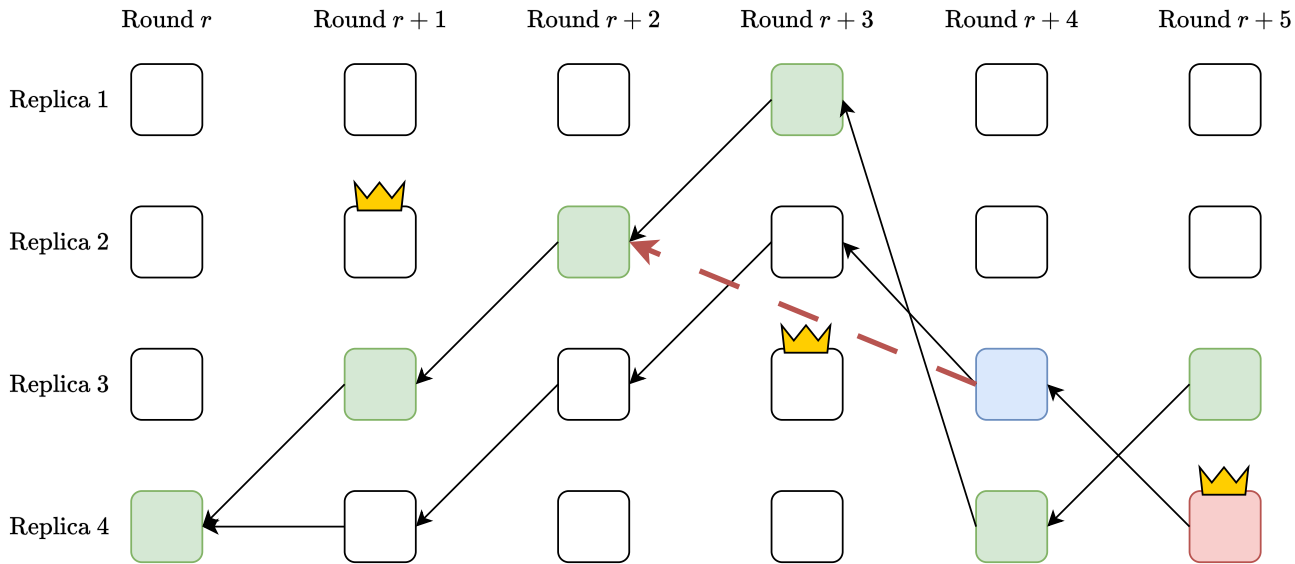 Round r Round r + 1 Round r + 2 Round r + 3 Round r + 4 Round r + 5
Replica 1
Replica 2
Replica 3
Replica 4